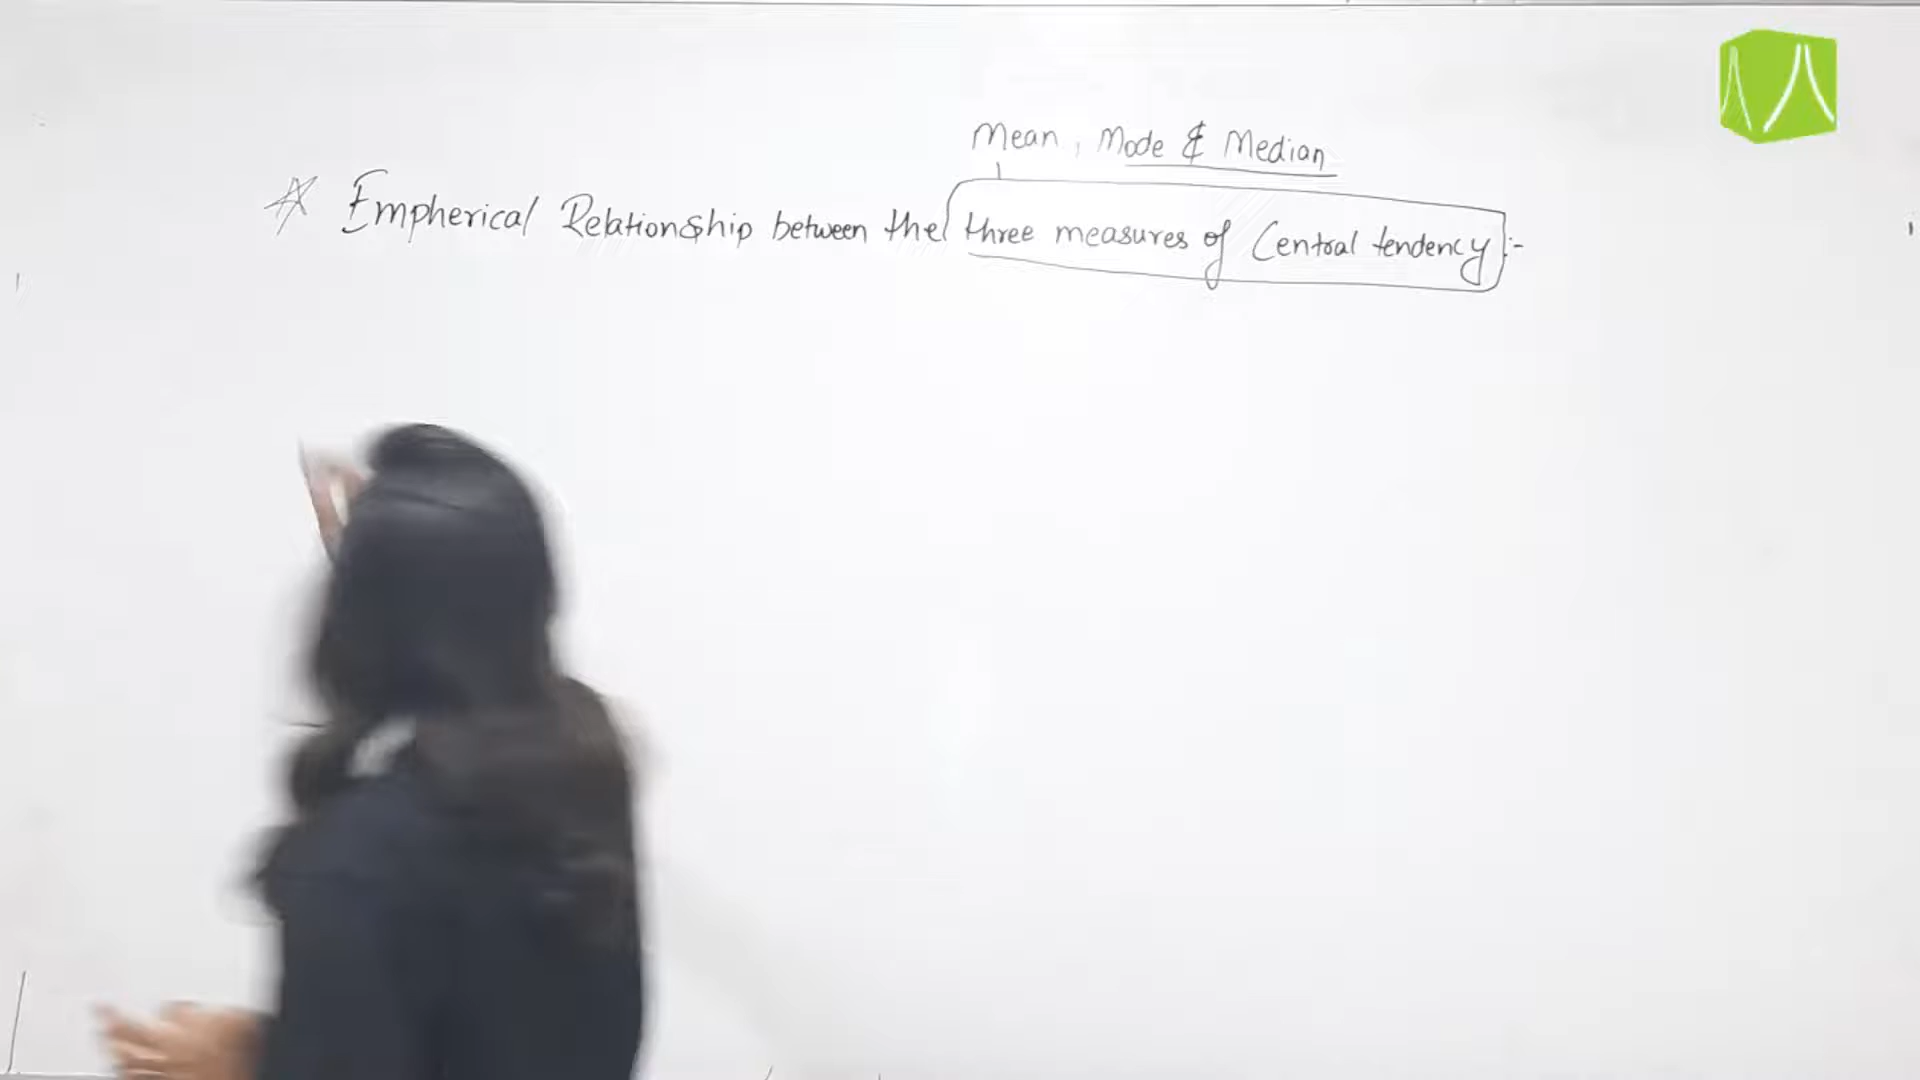 Mean, Mode & Median
☆ Empherical Relationship between the three measures of Central tendency :-